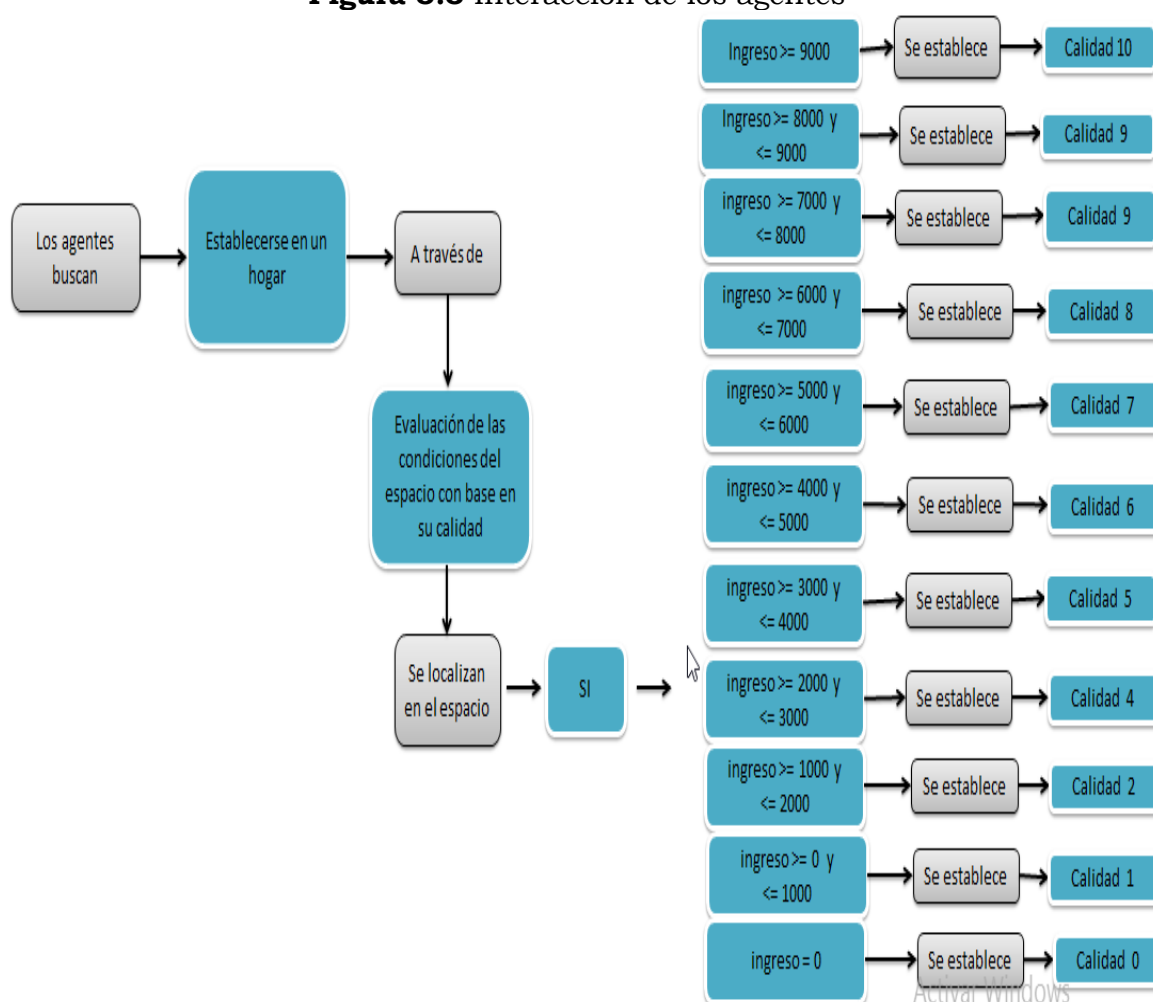 Figura 3.3 Interacción de los agentes
Los agentes
buscan
Establecerse en un
hogar
A través de
Evaluación de las
condiciones del
espacio con base en
su calidad
Se localizan
en el espacio
SI
Ingreso >= 9000
Se establece
Calidad 10
Ingreso >= 8000 y
<= 9000
Se establece
Calidad 9
ingreso >= 7000 y
<= 8000
Se establece
Calidad 9
ingreso >= 6000 y
<= 7000
Se establece
Calidad 8
ingreso >= 5000 y
<= 6000
Se establece
Calidad 7
ingreso >= 4000 y
<= 5000
Se establece
Calidad 6
ingreso >= 3000 y
<= 4000
Se establece
Calidad 5
ingreso >= 2000 y
<= 3000
Se establece
Calidad 4
ingreso >= 1000 y
<= 2000
Se establece
Calidad 2
ingreso >= 0 y
<= 1000
Se establece
Calidad 1
ingreso = 0
Se establece
Calidad 0
Activar Windows